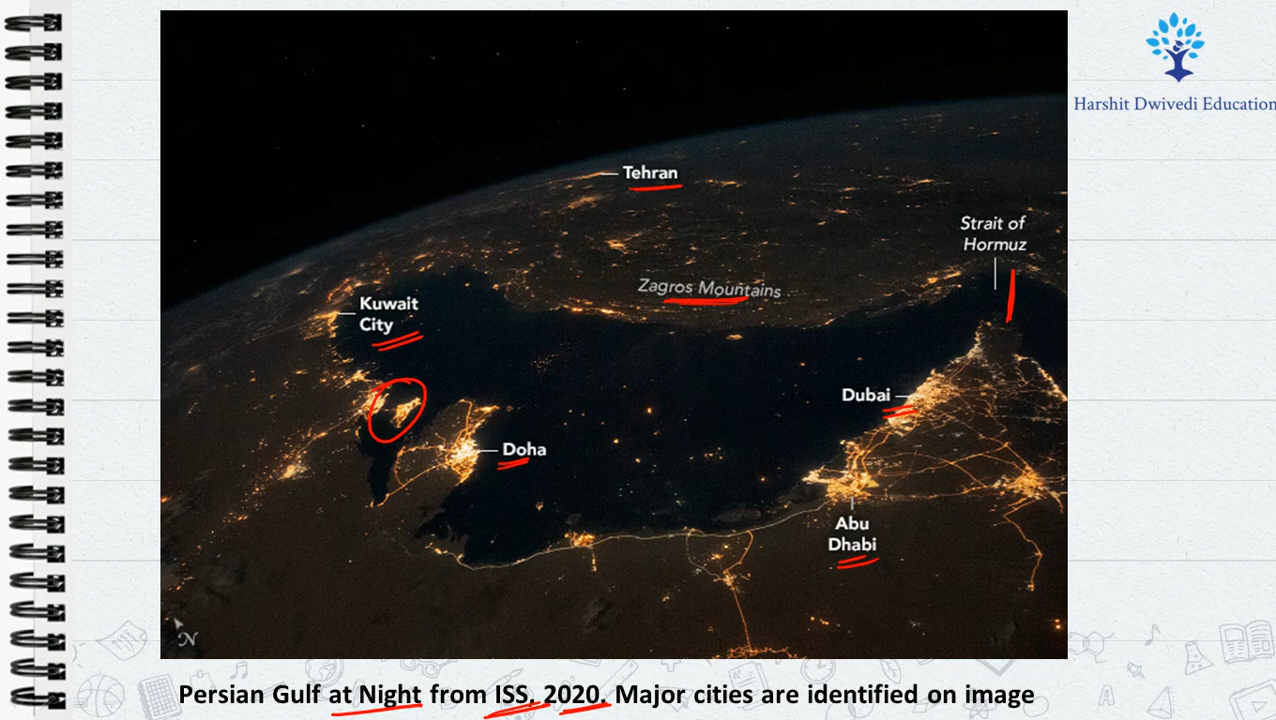 Harshit Dwivedi Education
Tehran
Strait of
Hormuz
Zagros Mountains
Kuwait
City
Dubai
Doha
Abu
Dhabi
N
Persian Gulf at Night from ISS, 2020. Major cities are identified on image